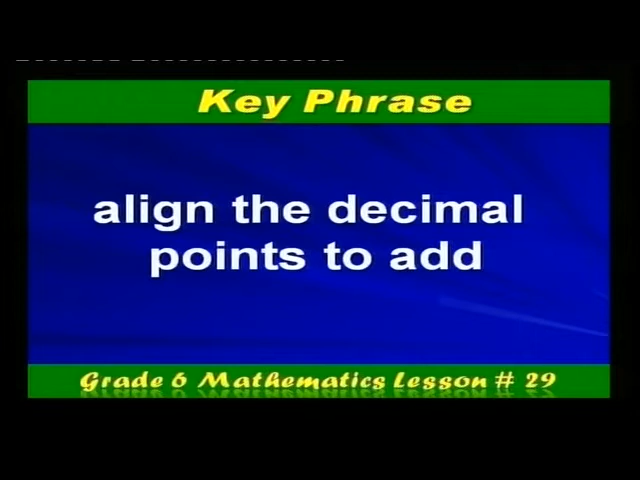 Key Phrase
align the decimal
points to add
Grade 6 Mathematics Lesson # 29